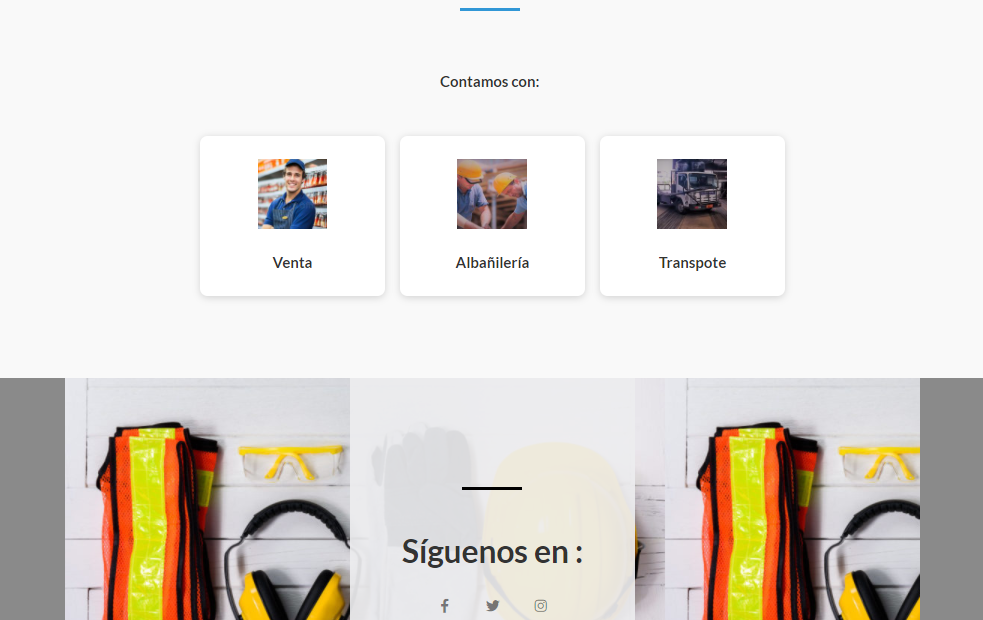 Contamos con:
Venta
Albañilería
Transpote
Síguenos en :